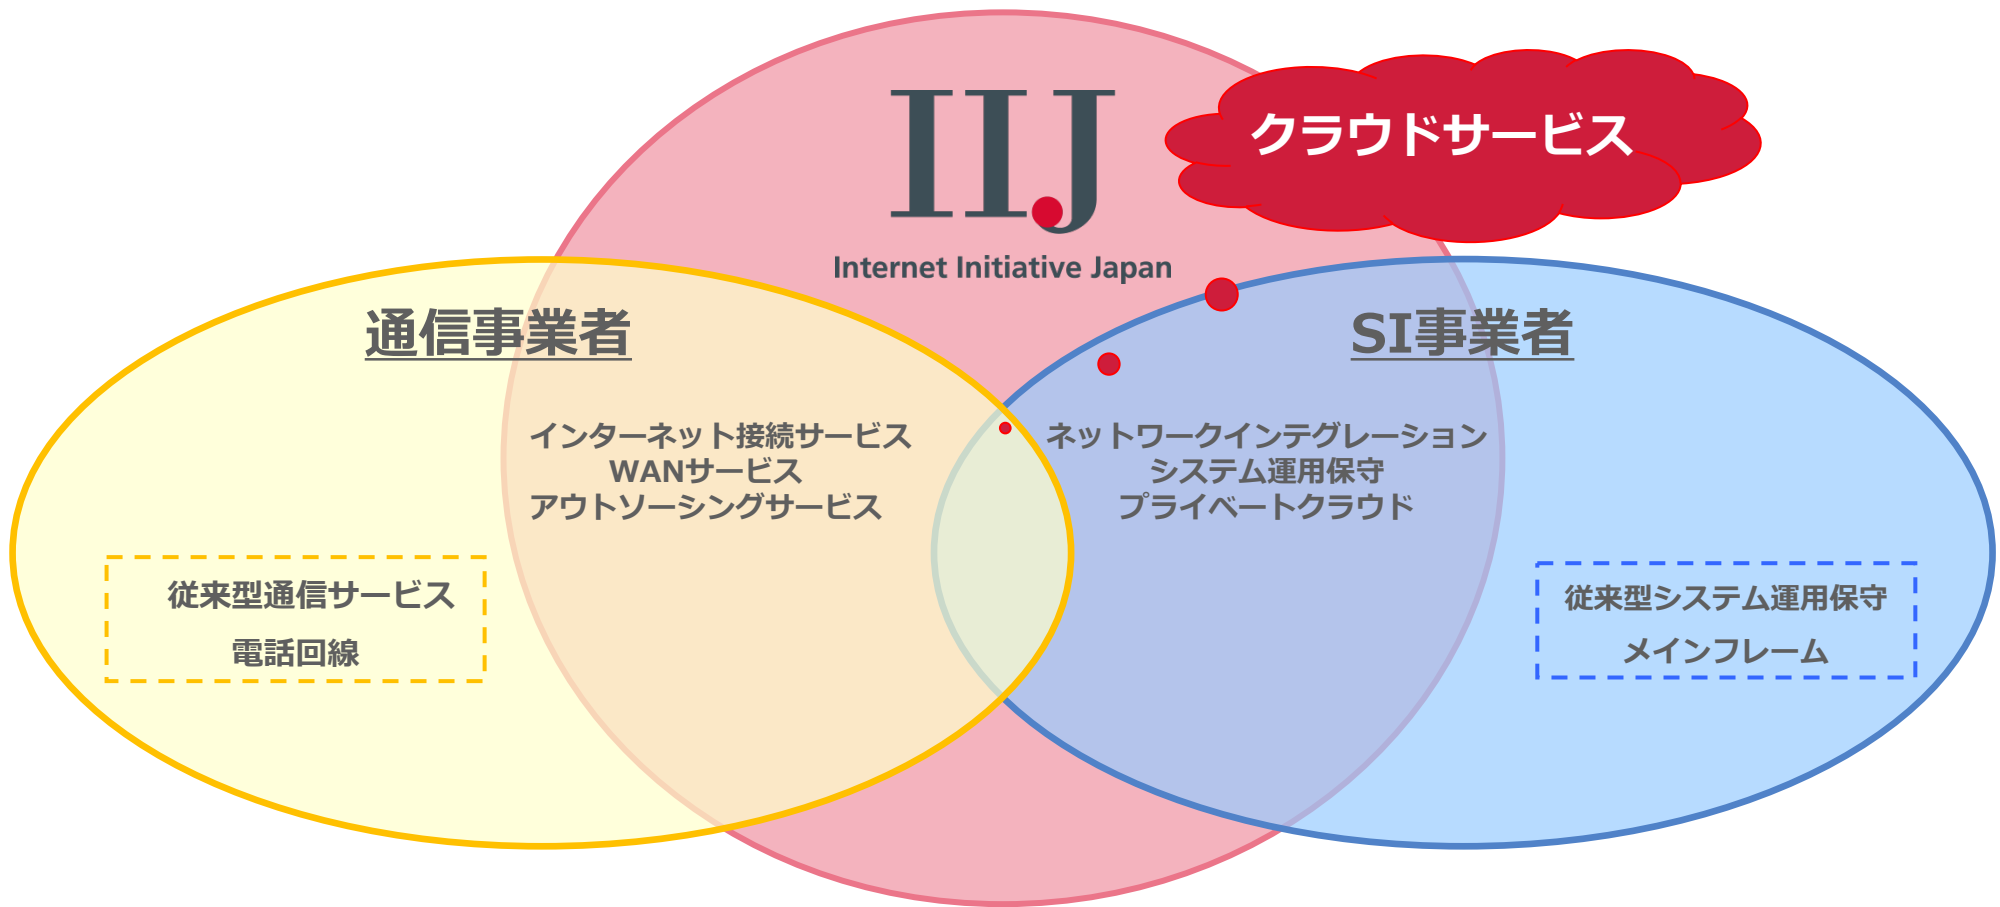 IIJ
Internet Initiative Japan
クラウドサービス
通信事業者
SI事業者
インターネット接続サービス
WANサービス
アウトソーシングサービス
ネットワークインテグレーション
システム運用保守
プライベートクラウド
従来型通信サービス
電話回線
従来型システム運用保守
メインフレーム